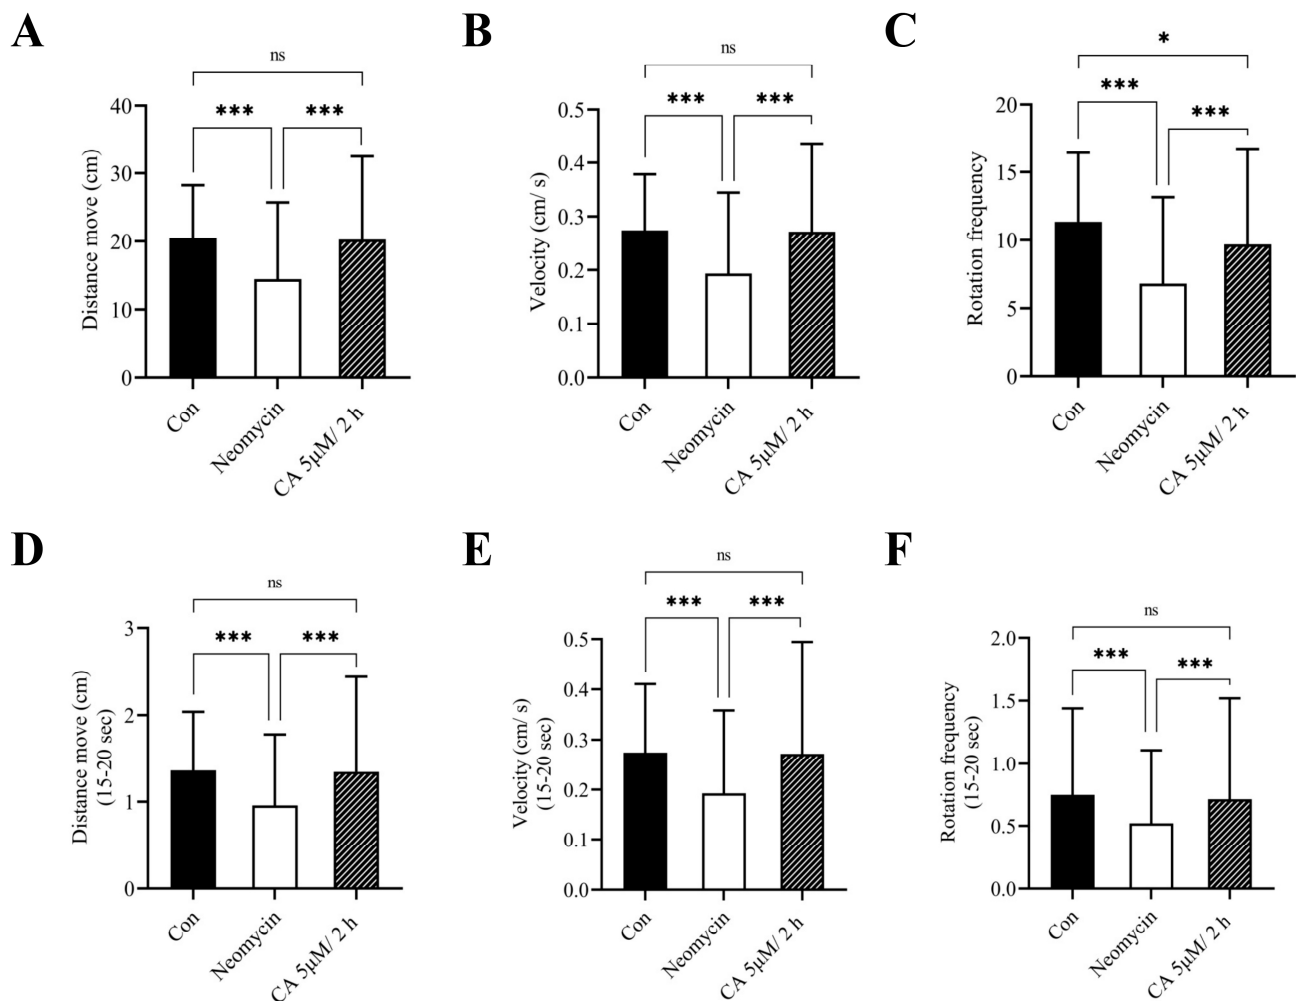 A
ns
*** ***
40
30
20
10
0
Distance move (cm)
Con
Neomycin
CA 5μM/ 2 h
B
ns
*** ***
0.5
0.4
0.3
0.2
0.1
0.0
Velocity (cm/ s)
Con
Neomycin
CA 5μM/ 2 h
C
*
***
***
20
15
10
5
0
Rotation frequency
Con
Neomycin
CA 5μM/ 2 h
D
ns
*** ***
3
2
1
0
Distance move (cm)
(15-20 sec)
Con
Neomycin
CA 5μM/ 2 h
E
ns
*** ***
0.5
0.4
0.3
0.2
0.1
0.0
Velocity (cm/ s)
(15-20 sec)
Con
Neomycin
CA 5μM/ 2 h
F
ns
***
***
2.0
1.5
1.0
0.5
0.0
Rotation frequency
(15-20 sec)
Con
Neomycin
CA 5μM/ 2 h